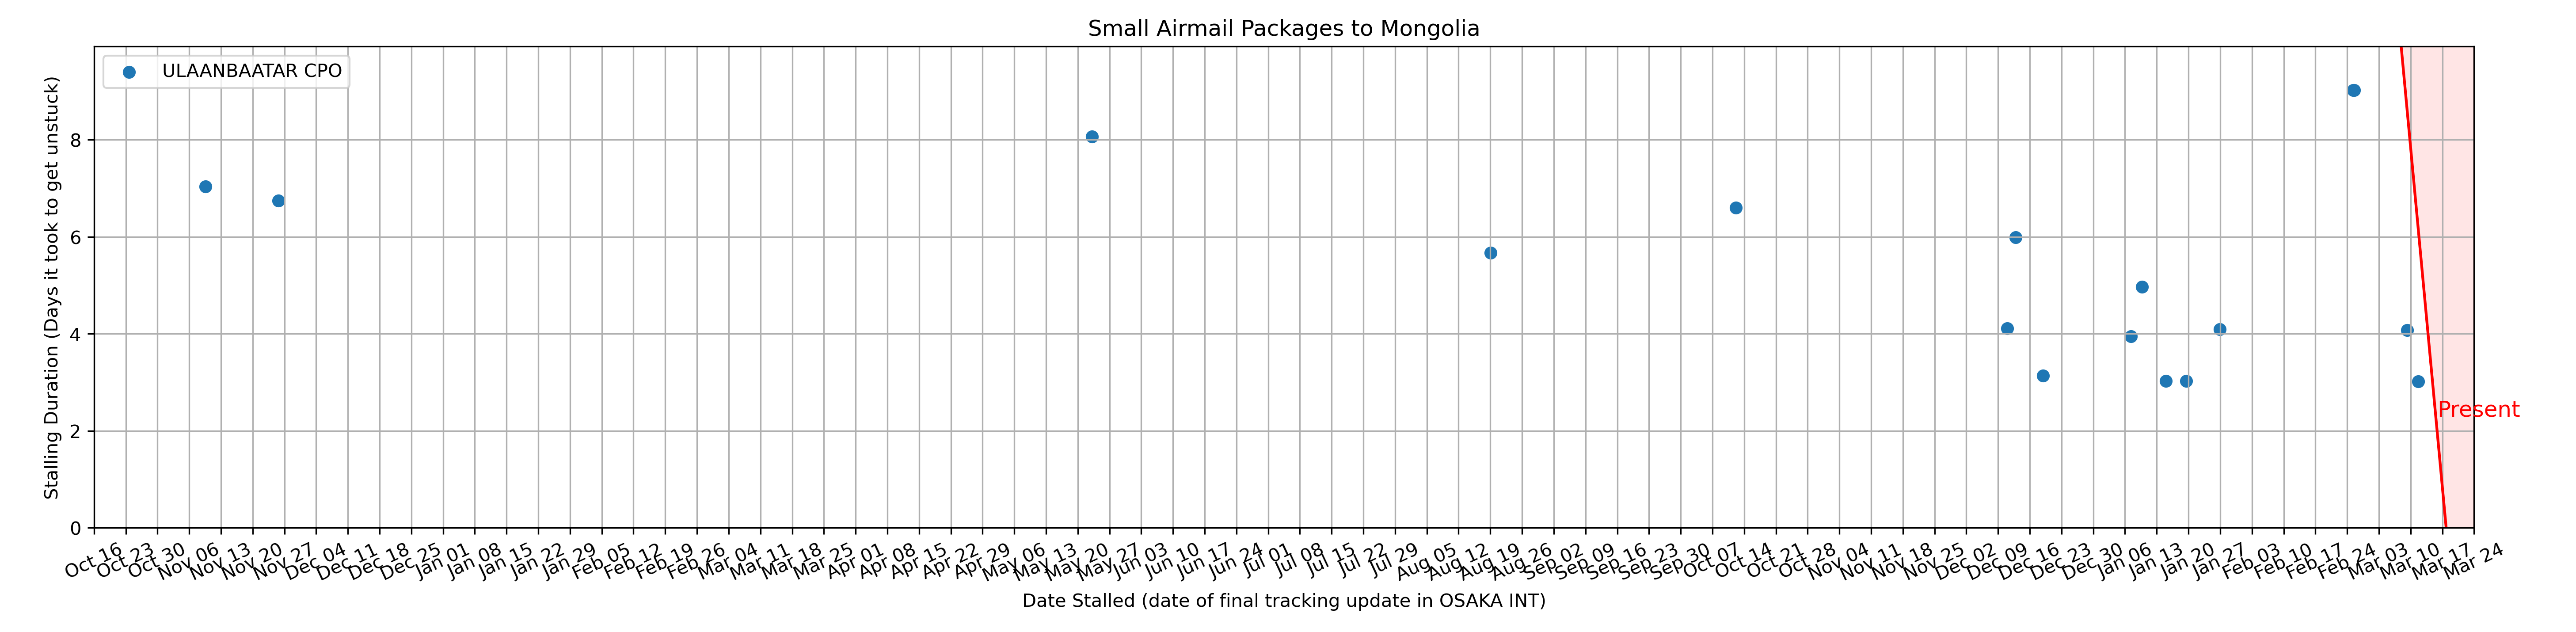 Small Airmail Packages to Mongolia
ULAANBAATAR CPO
Stalling Duration (Days it took to get unstuck)
8
6
4
2
0
Present
Oct 16
Oct 23
Oct 30
Nov 06
Nov 13
Nov 20
Nov 27
Dec 04
Dec 11
Dec 18
Dec 25
Jan 01
Jan 08
Jan 15
Jan 22
Jan 29
Feb 05
Feb 12
Feb 19
Feb 26
Mar 04
Mar 11
Mar 18
Mar 25
Apr 01
Apr 08
Apr 15
Apr 22
Apr 29
May 06
May 13
May 20
May 27
Jun 03
Jun 10
Jun 17
Jun 24
Jul 01
Jul 08
Jul 15
Jul 22
Jul 29
Aug 05
Aug 12
Aug 19
Aug 26
Sep 02
Sep 09
Sep 16
Sep 23
Sep 30
Oct 07
Oct 14
Oct 21
Oct 28
Nov 04
Nov 11
Nov 18
Nov 25
Dec 02
Dec 09
Dec 16
Dec 23
Dec 30
Jan 06
Jan 13
Jan 20
Jan 27
Feb 03
Feb 10
Feb 17
Feb 24
Mar 03
Mar 10
Mar 17
Mar 24
Date Stalled (date of final tracking update in OSAKA INT)